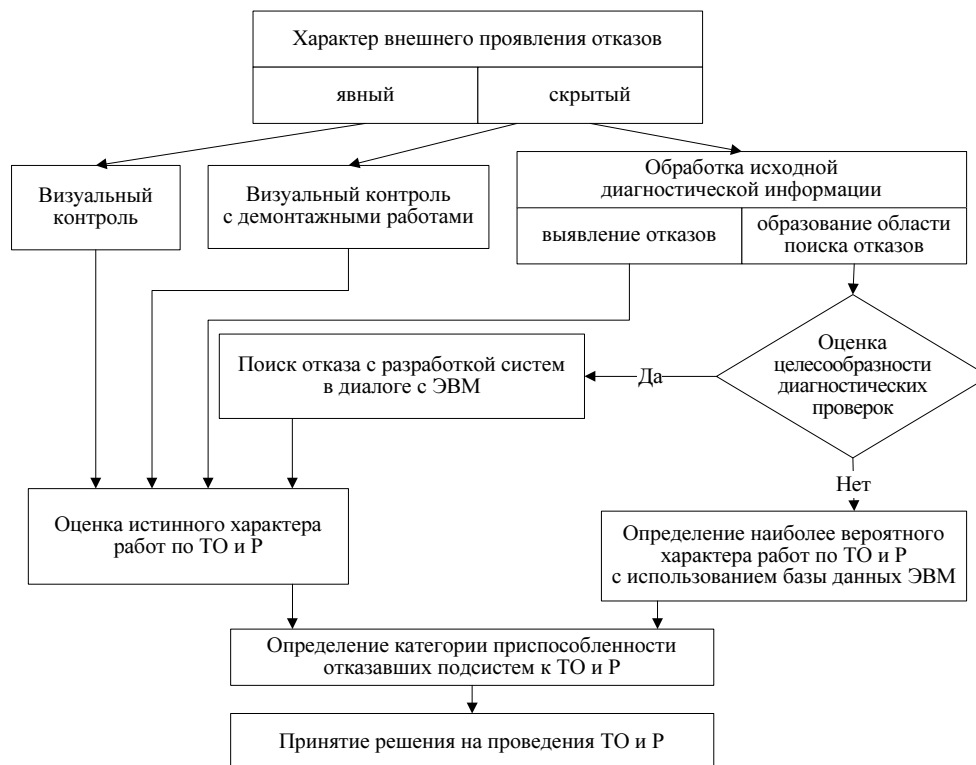 Характер внешнего проявления отказов
явный
скрытый
Визуальный
контроль
Визуальный контроль
с демонтажными работами
Обработка исходной
диагностической информации
выявление отказов
образование области
поиска отказов
Поиск отказа с разработкой систем
в диалоге с ЭВМ
Да
Оценка
целесообразности
диагностических
проверок
Нет
Оценка истинного характера
работ по ТО и Р
Определение наиболее вероятного
характера работ по ТО и Р
с использованием базы данных ЭВМ
Определение категории приспособленности
отказавших подсистем к ТО и Р
Принятие решения на проведения ТО и Р